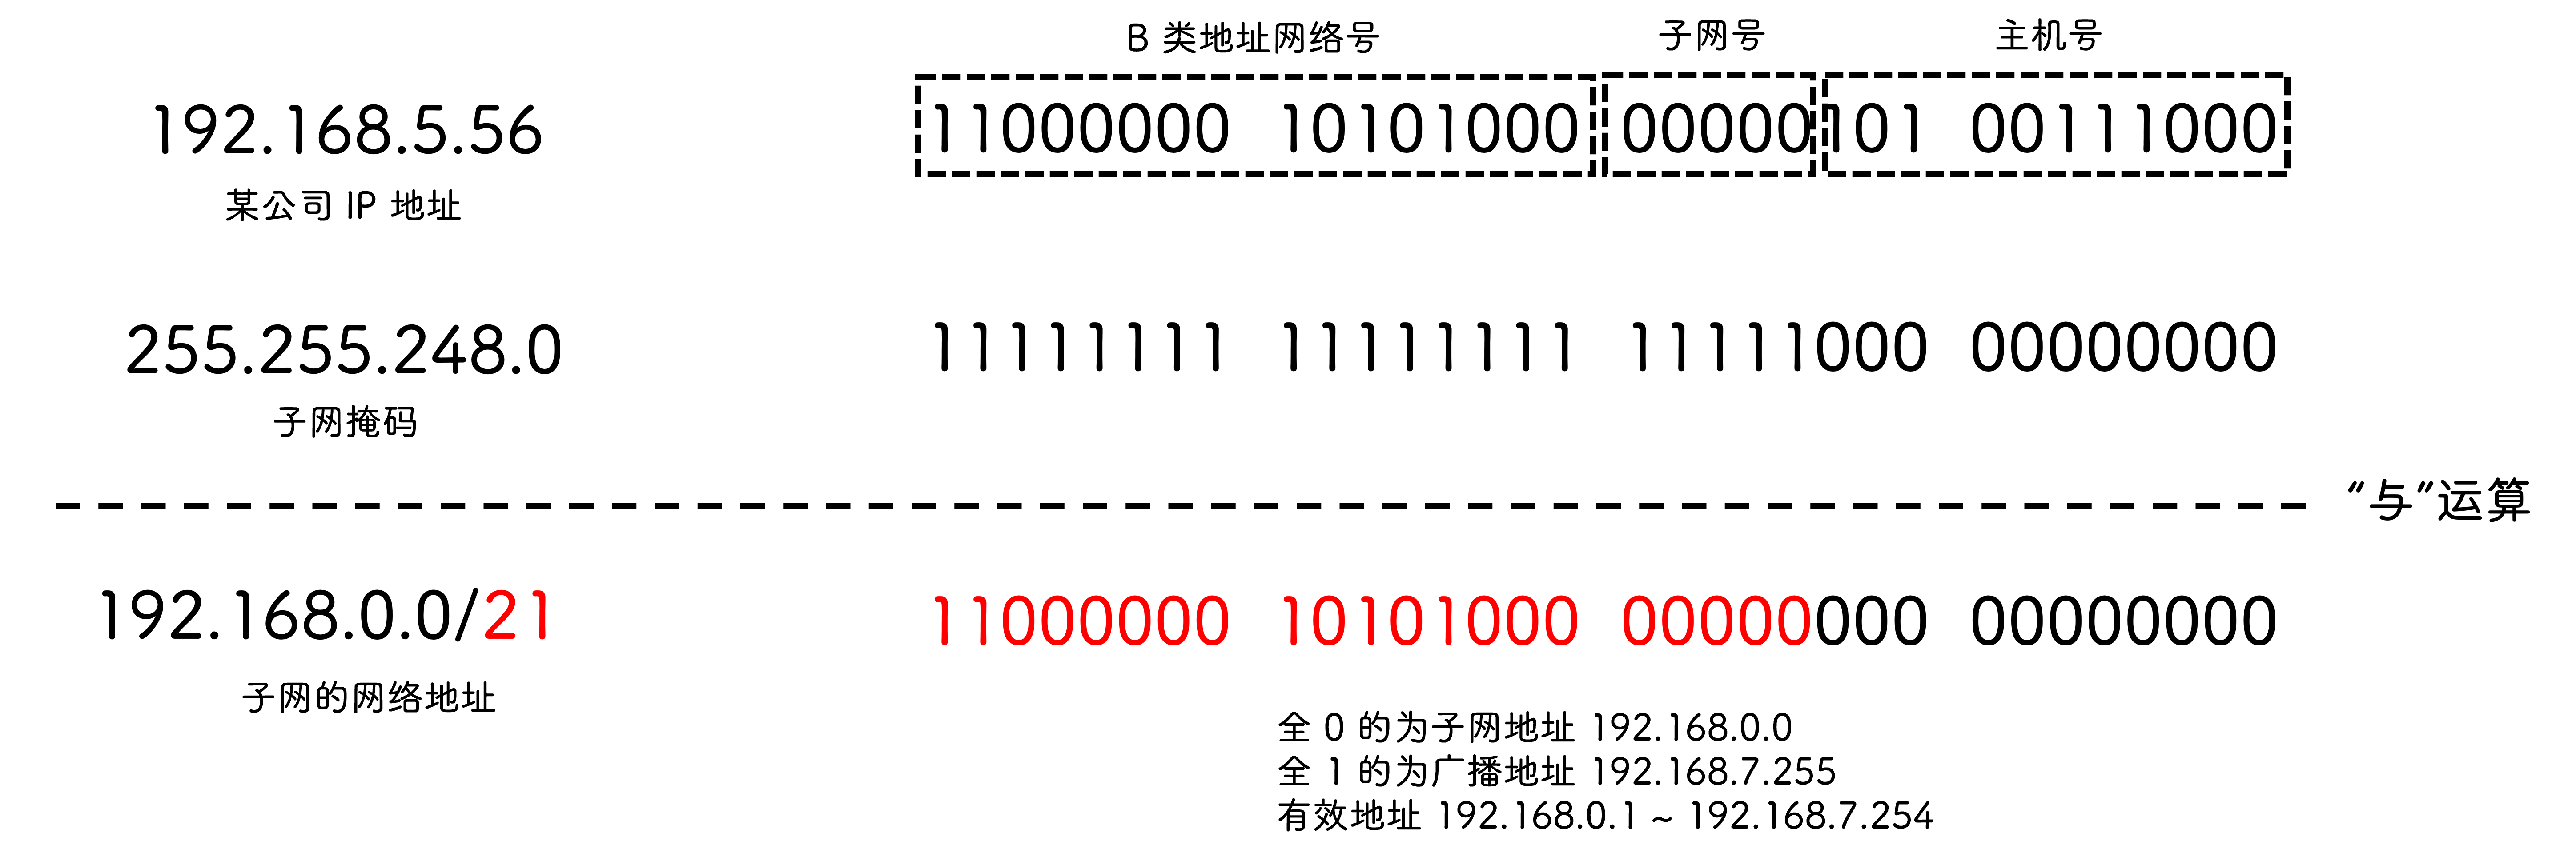 B 类地址网络号 子网号 主机号
192.168.5.56 11000000 10101000 00000101 00111000
某公司 IP 地址
255.255.248.0 11111111 11111111 11111000 00000000
子网掩码
“与”运算
192.168.0.0/21 11000000 10101000 00000000 00000000
子网的网络地址
全 0 的为子网地址 192.168.0.0
全 1 的为广播地址 192.168.7.255
有效地址 192.168.0.1 ~ 192.168.7.254